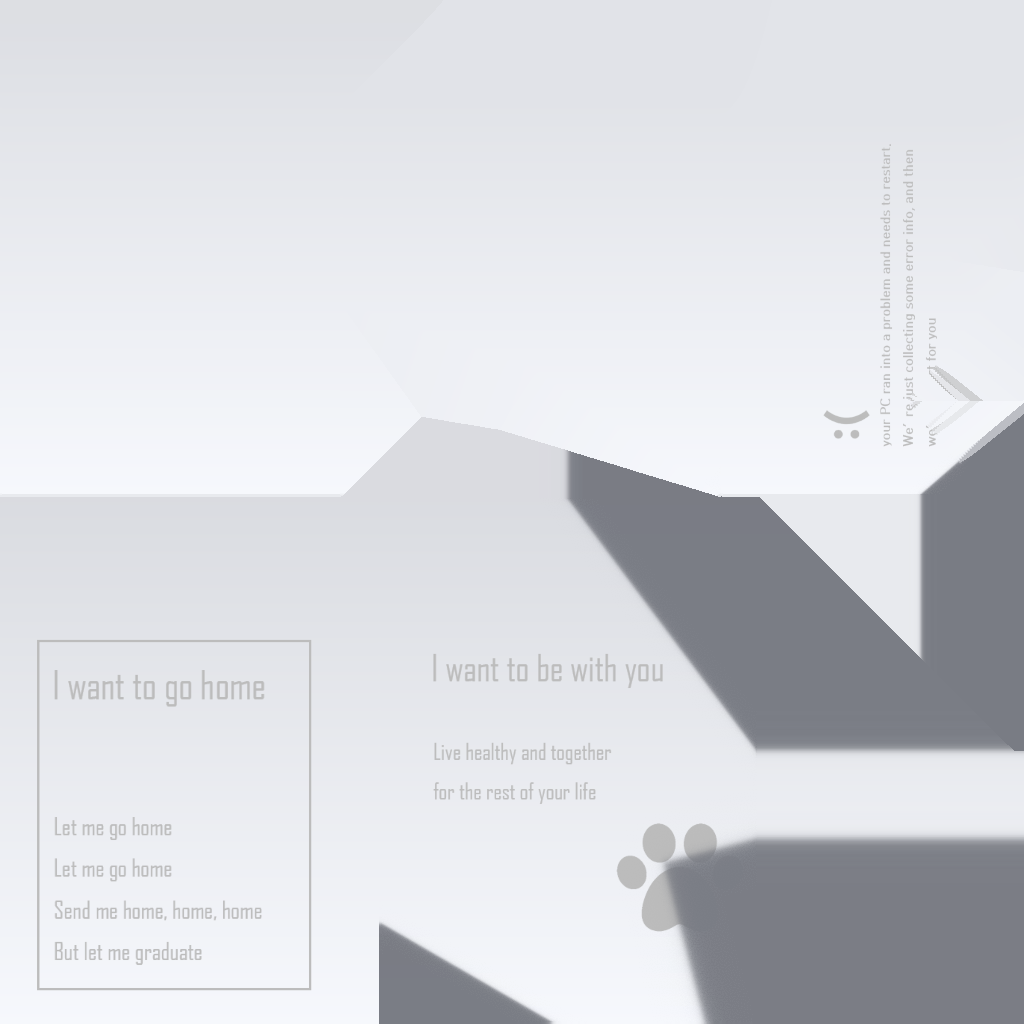 :)
your PC ran into a problem and needs to restart.
We're just collecting some error info, and then
we' t for you
I want to go home
Let me go home
Let me go home
Send me home, home, home
But let me graduate
I want to be with you
Live healthy and together
for the rest of your life